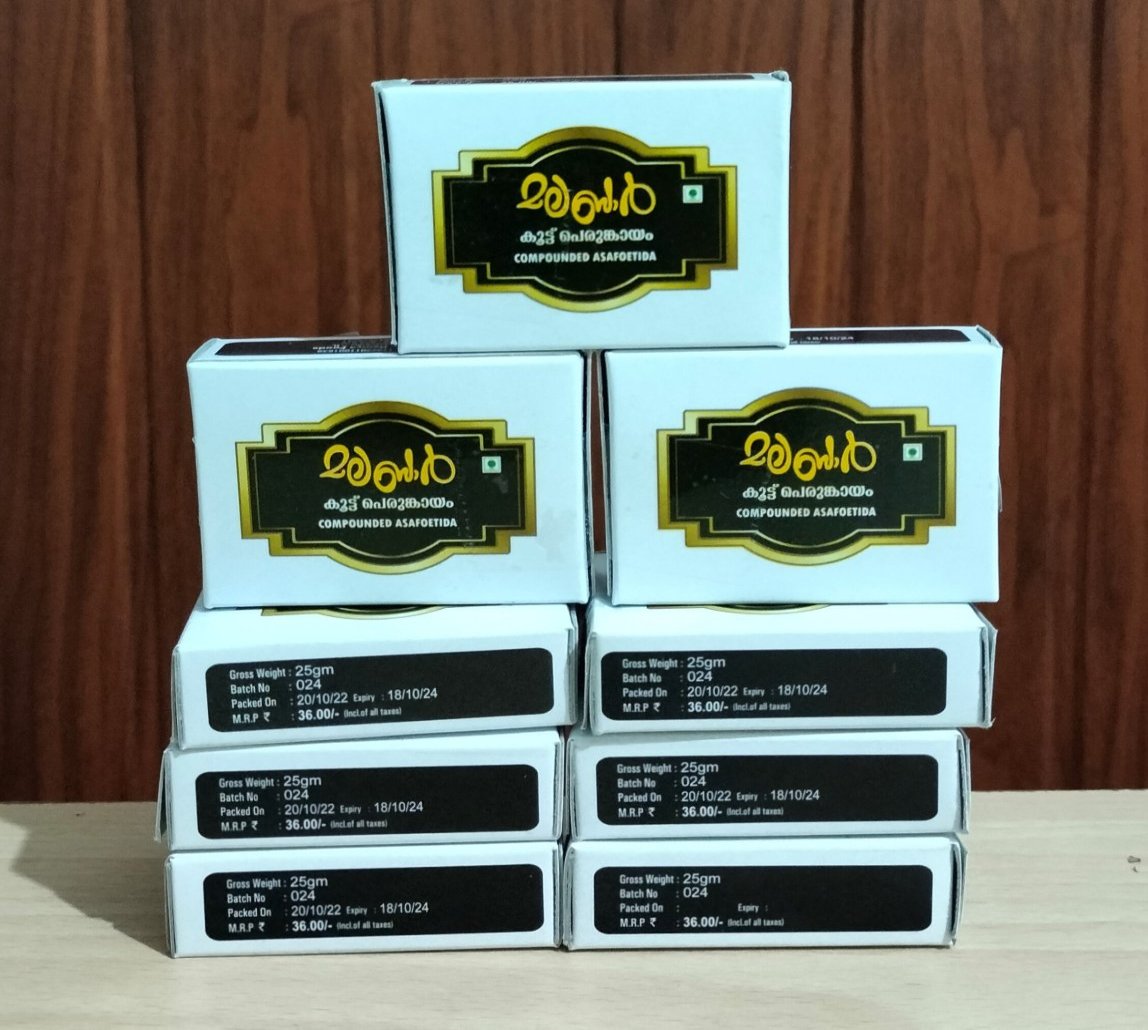 മലബാർ
കൂട്ട് പെരുങ്കായം
COMPOUNDED ASAFOETIDA
18/10/24
മലബാർ
കൂട്ട് പെരുങ്കായം
COMPOUNDED ASAFOETIDA
മലബാർ
കൂട്ട് പെരുങ്കായം
COMPOUNDED ASAFOETIDA
Gross Weight : 25gm
Batch No : 024
Packed On : 20/10/22 Expiry : 18/10/24
M.R.P ₹ : 36.00/- (Incl.of all taxes)
Gross Weight : 25gm
Batch No : 024
Packed On : 20/10/22 Expiry : 18/10/24
M.R.P ₹ : 36.00/- (Incl.of all taxes)
Gross Weight : 25gm
Batch No : 024
Packed On : 20/10/22 Expiry : 18/10/24
M.R.P ₹ : 36.00/- (Incl.of all taxes)
Gross Weight : 25gm
Batch No : 024
Packed On : 20/10/22 Expiry : 18/10/24
M.R.P ₹ : 36.00/- (Incl.of all taxes)
Gross Weight : 25gm
Batch No : 024
Packed On : 20/10/22 Expiry : 18/10/24
M.R.P ₹ : 36.00/- (Incl.of all taxes)
Gross Weight : 25gm
Batch No : 024
Packed On : Expiry :
M.R.P ₹ : 36.00/- (Incl.of all taxes)